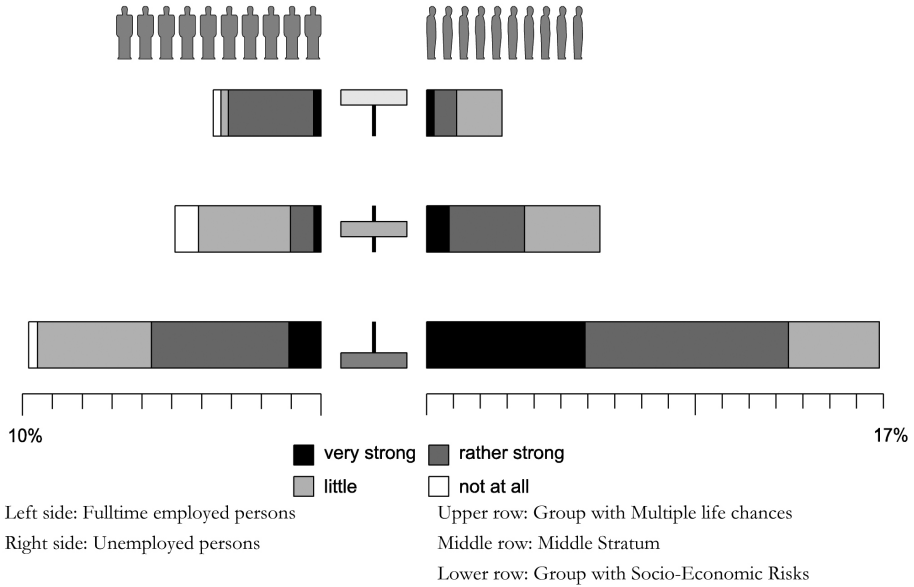 10%
17%
very strong
rather strong
little
not at all
Left side: Fulltime employed persons
Upper row: Group with Multiple life chances
Right side: Unemployed persons
Middle row: Middle Stratum
Lower row: Group with Socio-Economic Risks